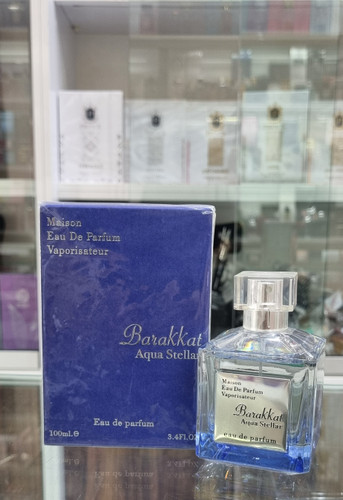 Maison
Eau De Parfum
Vaporisateur
Barakkat
Aqua Stellar
Eau de parfum
100mL.e
3.4FL.OZ
Maison
Eau De Parfum
Vaporisateur
Barakkat
Aqua Stellar
eau de parfum